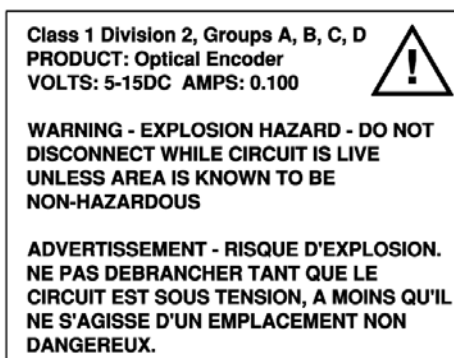 Class 1 Division 2, Groups A, B, C, D
PRODUCT: Optical Encoder
VOLTS: 5-15DC AMPS: 0.100
WARNING - EXPLOSION HAZARD - DO NOT
DISCONNECT WHILE CIRCUIT IS LIVE
UNLESS AREA IS KNOWN TO BE
NON-HAZARDOUS
ADVERTISSEMENT - RISQUE D'EXPLOSION.
NE PAS DEBRANCHER TANT QUE LE
CIRCUIT EST SOUS TENSION, A MOINS QU'IL
NE S'AGISSE D'UN EMPLACEMENT NON
DANGEREUX.